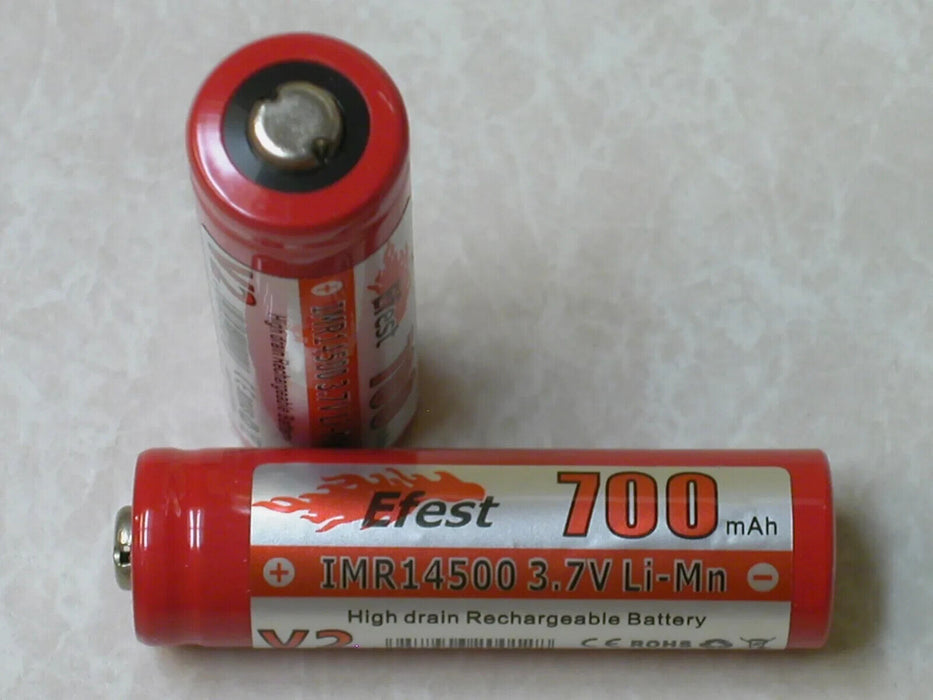 Efest
IMR14500 3.7V Li-
High drain Rechargeable
Efest 700 mAh
+ IMR14500 3.7V Li-Mn -
High drain Rechargeable Battery
V2 CE ROHS